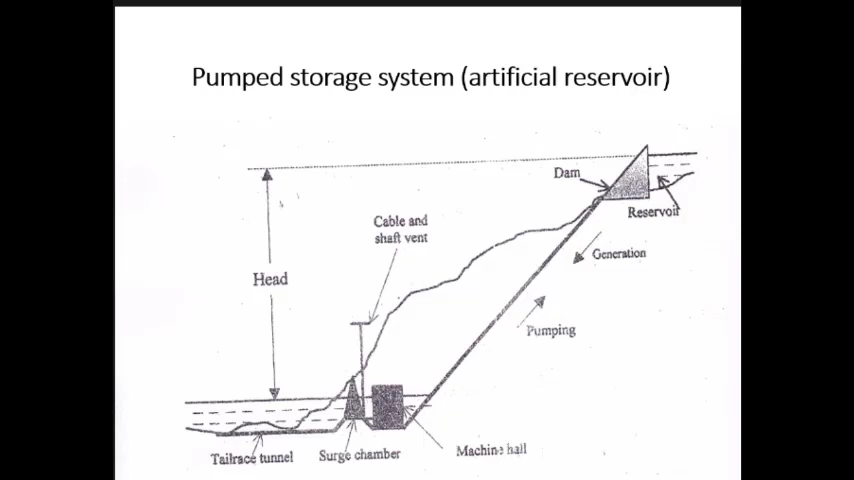 Pumped storage system (artificial reservoir)
Dam
Reservoir
Cable and
shaft vent
Generation
Head
Pumping
Tailrace tunnel
Surge chamber
Machine hall